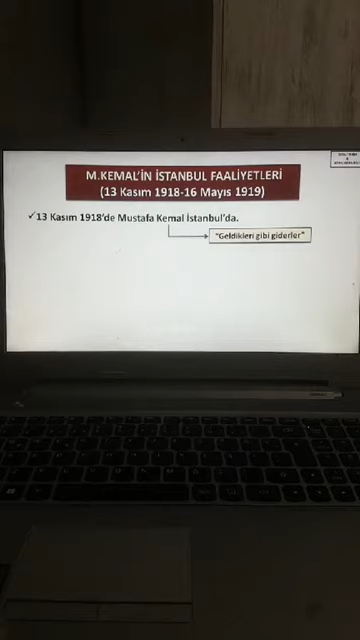 M.KEMAL'İN İSTANBUL FAALİYETLERİ
(13 Kasım 1918-16 Mayıs 1919)
✓13 Kasım 1918'de Mustafa Kemal İstanbul'da.
"Geldikleri gibi giderler"